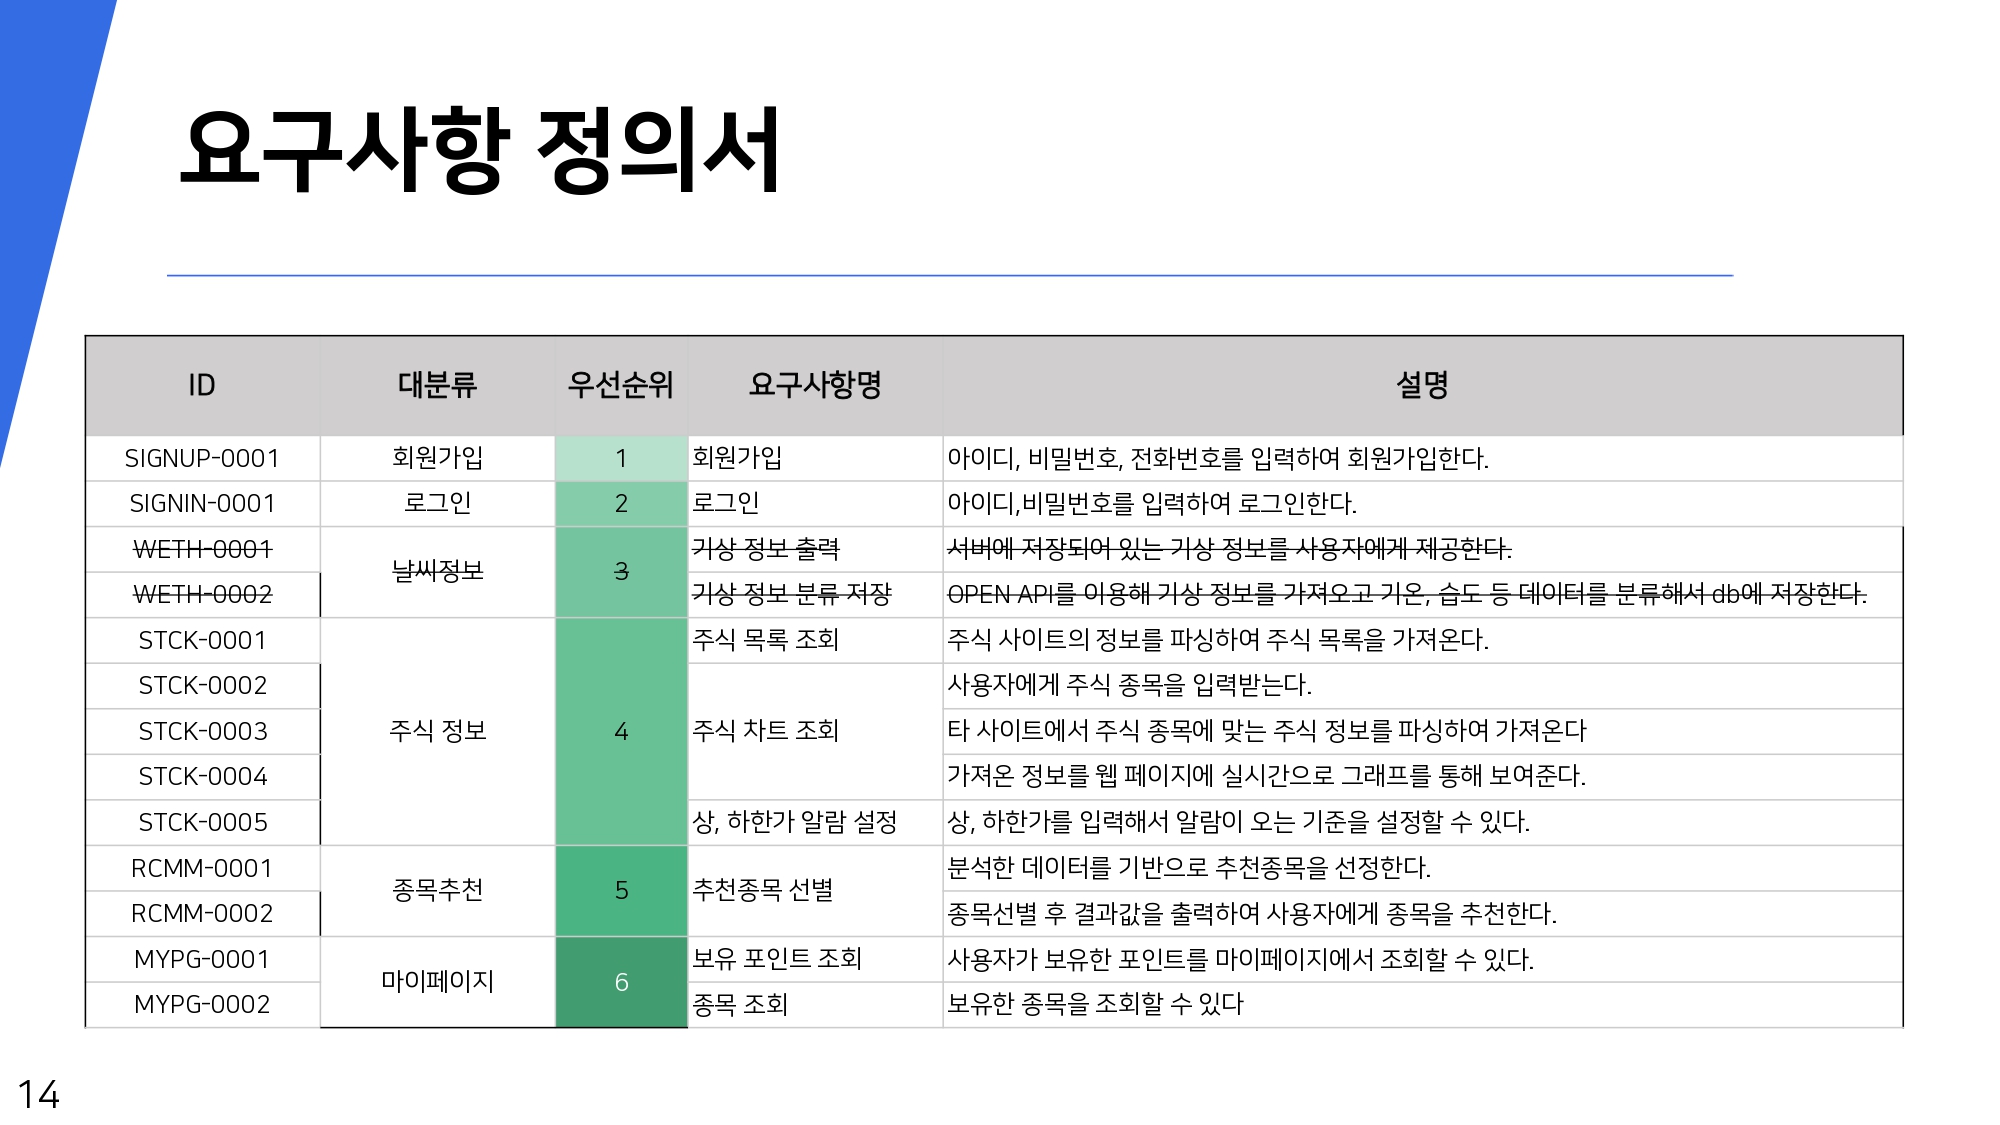 요구사항 정의서
ID 대분류 우선순위 요구사항명 설명
SIGNUP-0001 회원가입 1 회원가입 아이디, 비밀번호, 전화번호를 입력하여 회원가입한다.
SIGNIN-0001 로그인 2 로그인 아이디,비밀번호를 입력하여 로그인한다.
WETH-0001 날씨정보 3 기상 정보 출력 서버에 저장되어 있는 기상 정보를 사용자에게 제공한다.
WETH-0002 기상 정보 분류 저장 OPEN API를 이용해 기상 정보를 가져오고 기온, 습도 등 데이터를 분류해서 db에 저장한다.
STCK-0001 주식 정보 4 주식 목록 조회 주식 사이트의 정보를 파싱하여 주식 목록을 가져온다.
STCK-0002 주식 차트 조회 사용자에게 주식 종목을 입력받는다.
STCK-0003 타 사이트에서 주식 종목에 맞는 주식 정보를 파싱하여 가져온다
STCK-0004 가져온 정보를 웹 페이지에 실시간으로 그래프를 통해 보여준다.
STCK-0005 상, 하한가 알람 설정 상, 하한가를 입력해서 알람이 오는 기준을 설정할 수 있다.
RCMM-0001 종목추천 5 추천종목 선별 분석한 데이터를 기반으로 추천종목을 선정한다.
RCMM-0002 종목선별 후 결과값을 출력하여 사용자에게 종목을 추천한다.
MYPG-0001 마이페이지 6 보유 포인트 조회 사용자가 보유한 포인트를 마이페이지에서 조회할 수 있다.
MYPG-0002 종목 조회 보유한 종목을 조회할 수 있다
14